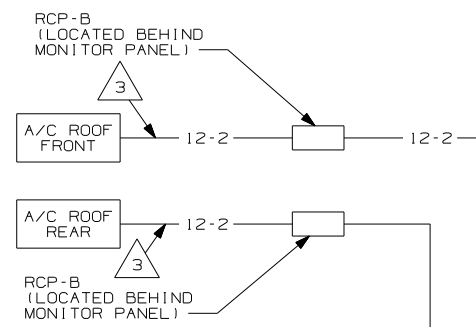 RCP-B
(LOCATED BEHIND
MONITOR PANEL)
3
A/C ROOF
FRONT
12-2
12-2
A/C ROOF
REAR
12-2
3
RCP-B
(LOCATED BEHIND
MONITOR PANEL)